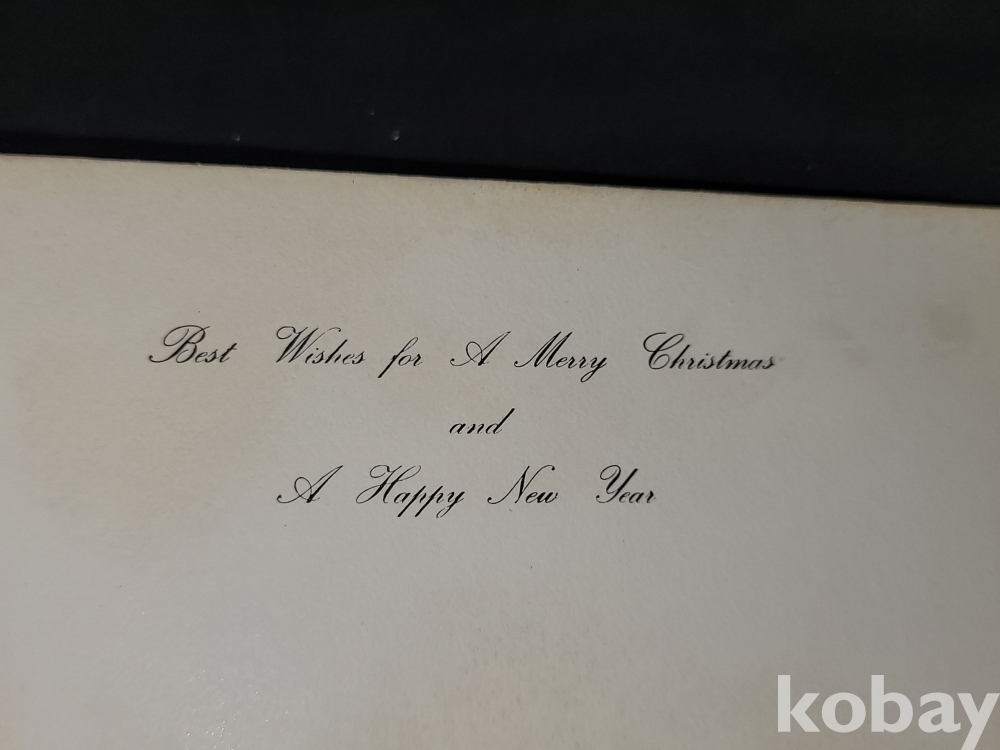 Best Wishes for A Merry Christmas
and
A Happy New Year
kobay